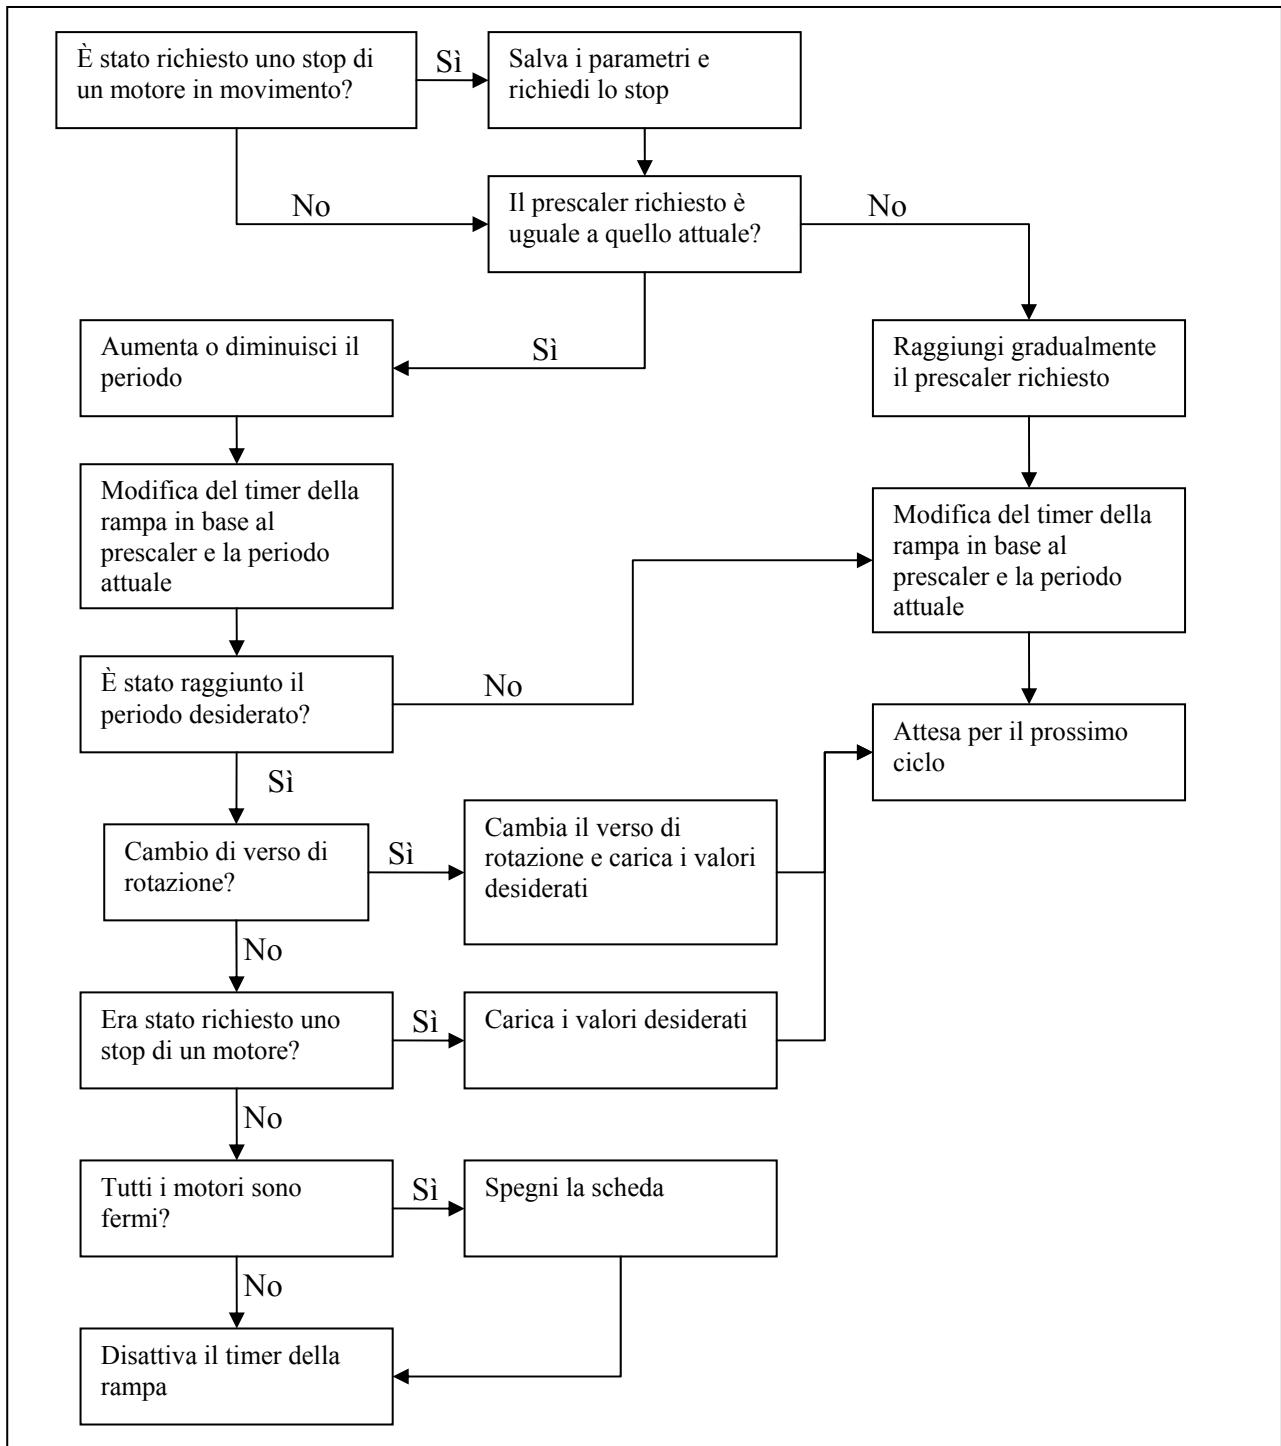 È stato richiesto uno stop di
un motore in movimento?
Sì
Salva i parametri e
richiedi lo stop
No
Il prescaler richiesto è
uguale a quello attuale?
No
Aumenta o diminuisci il
periodo
Sì
Raggiungi gradualmente
il prescaler richiesto
Modifica del timer della
rampa in base al
prescaler e la periodo
attuale
Modifica del timer della
rampa in base al
prescaler e la periodo
attuale
È stato raggiunto il
periodo desiderato?
No
Attesa per il prossimo
ciclo
Sì
Cambio di verso di
rotazione?
Sì
Cambia il verso di
rotazione e carica i valori
desiderati
No
Era stato richiesto uno
stop di un motore?
Sì
Carica i valori desiderati
No
Tutti i motori sono
fermi?
Sì
Spegni la scheda
No
Disattiva il timer della
rampa